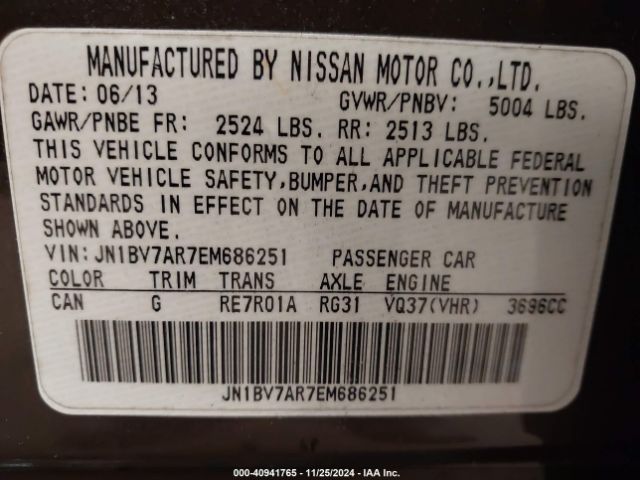 MANUFACTURED BY NISSAN MOTOR CO.,LTD.
DATE: 06/13 GVWR/PNBV: 5004 LBS.
GAWR/PNBE FR: 2524 LBS. RR: 2513 LBS.
THIS VEHICLE CONFORMS TO ALL APPLICABLE FEDERAL
MOTOR VEHICLE SAFETY,BUMPER,AND THEFT PREVENTION
STANDARDS IN EFFECT ON THE DATE OF MANUFACTURE
SHOWN ABOVE.
VIN: JN1BV7AR7EM686251 PASSENGER CAR
COLOR TRIM TRANS AXLE ENGINE
CAN G RE7R01A RG31 VQ37(VHR) 3696CC
JN1BV7AR7EM686251
000-40941765 - 11/25/2024 - IAA Inc.